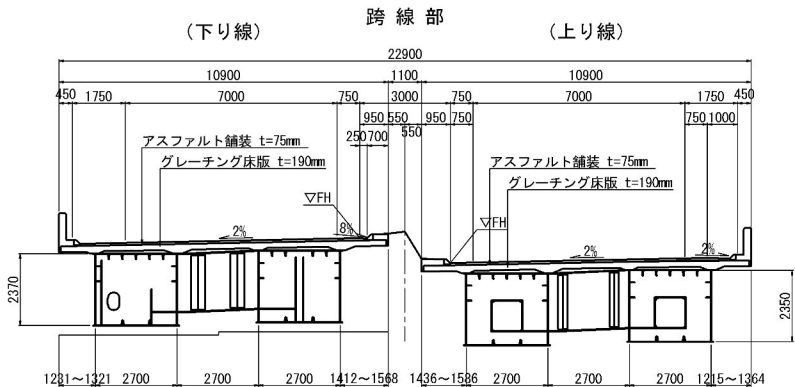 跨線部
(下り線) (上り線)
22900
10900 1100 10900
450 1750 7000 750 3000 750 7000 1750 450
950 550 950 750 750 1000
550
250 700
アスファルト舗装 t=75mm
グレーチング床版 t=190mm
アスファルト舗装 t=75mm
グレーチング床版 t=190mm
▽FH
2% 8%
▽FH
2% 2%
2370
2350
1231～1321 2700 2700 2700 1412～1568 1436～1586 2700 2700 2700 1215～1364